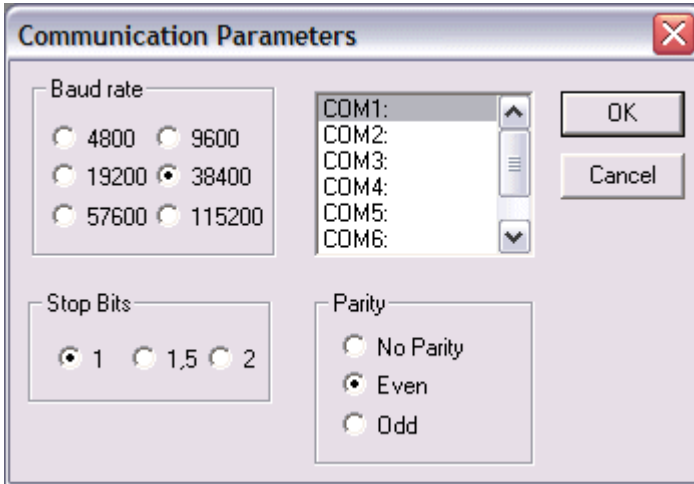 Communication Parameters
Baud rate
4800 9600
19200 38400
57600 115200
COM1:
COM2:
COM3:
COM4:
COM5:
COM6:
OK
Cancel
Stop Bits
1 1,5 2
Parity
No Parity
Even
Odd